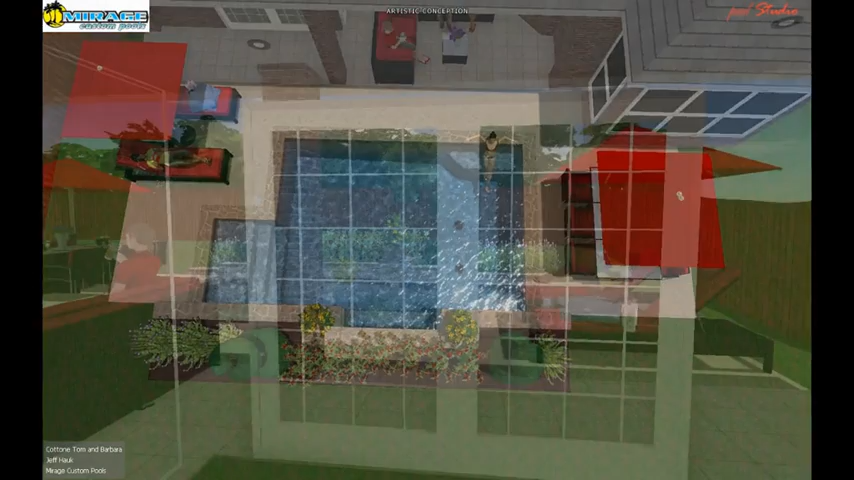 MIRAGE
custom pools
ARTISTIC CONCEPTION
pool Studio
Cottone Tom and Barbara
Jeff Hauk
Mirage Custom Pools